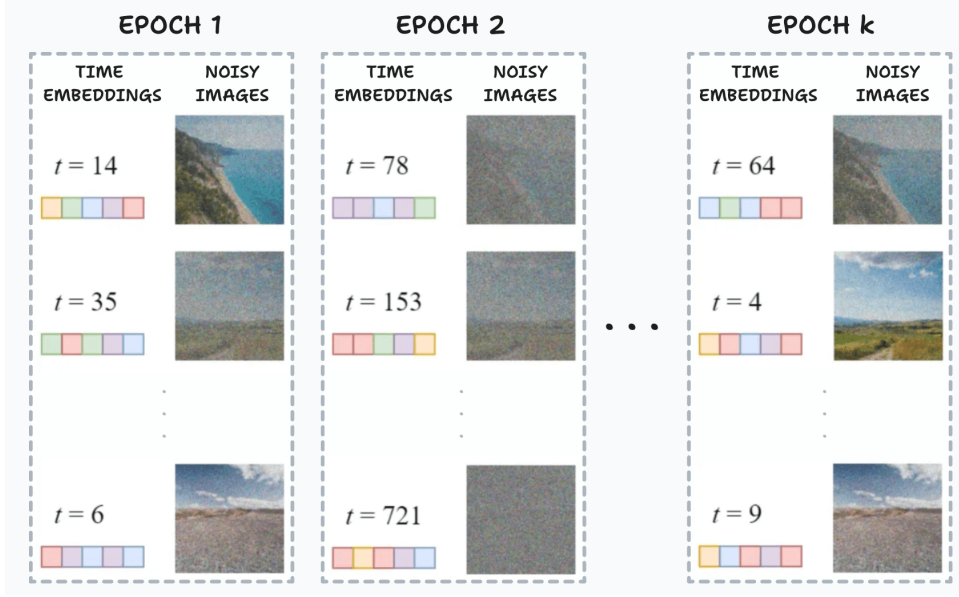 EPOCH 1
TIME EMBEDDINGS
NOISY IMAGES
t = 14
t = 35
t = 6
EPOCH 2
TIME EMBEDDINGS
NOISY IMAGES
t = 78
t = 153
t = 721
. . .
EPOCH k
TIME EMBEDDINGS
NOISY IMAGES
t = 64
t = 4
t = 9